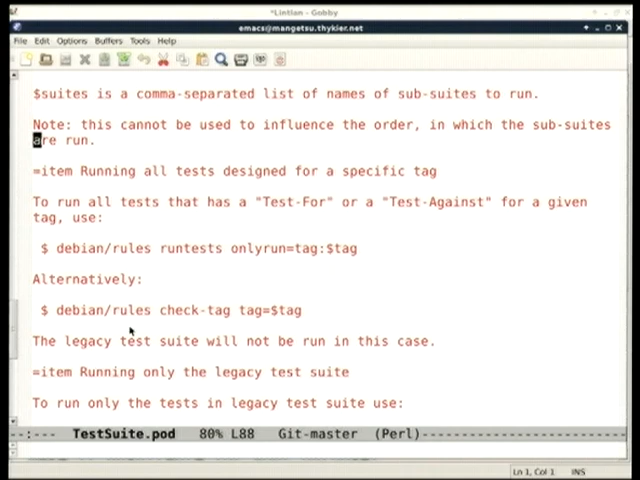 *Lintian - Gobby
emacs@mangetsu.thykier.net
File Edit Options Buffers Tools Help
$suites is a comma-separated list of names of sub-suites to run.
Note: this cannot be used to influence the order, in which the sub-suites
are run.
=item Running all tests designed for a specific tag
To run all tests that has a "Test-For" or a "Test-Against" for a given
tag, use:
$ debian/rules runtests onlyrun=tag:$tag
Alternatively:
$ debian/rules check-tag tag=$tag
The legacy test suite will not be run in this case.
=item Running only the legacy test suite
To run only the tests in legacy test suite use:
--:--- TestSuite.pod 80% L88 Git-master (Perl)
Ln 1, Col 1 INS